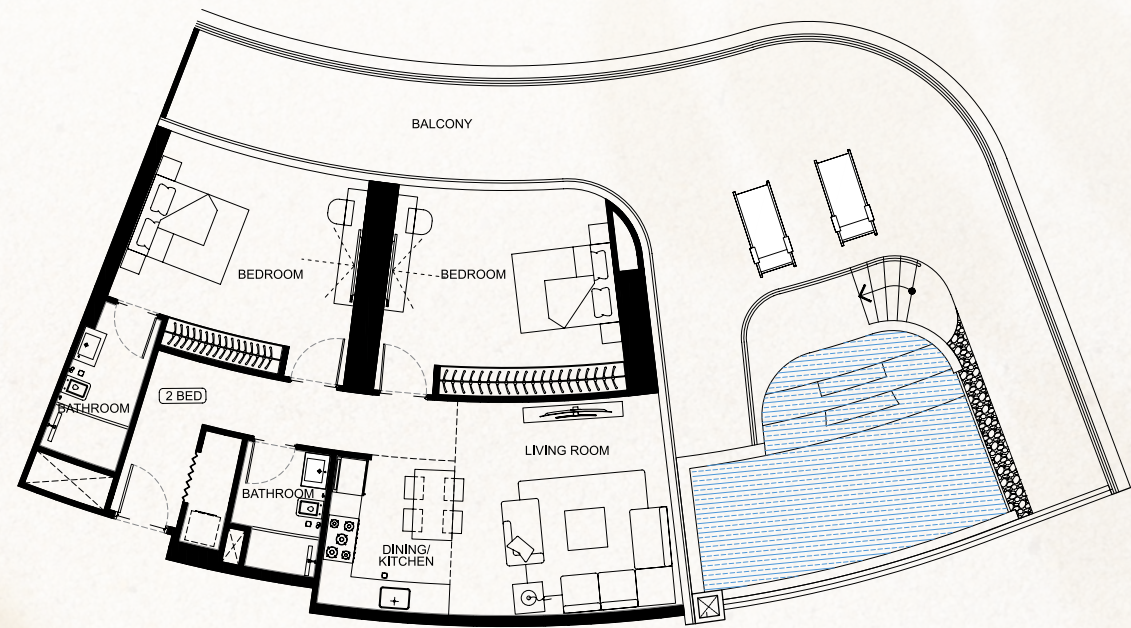 BALCONY
BEDROOM
BEDROOM
2 BED
BATHROOM
LIVING ROOM
BATHROOM
DINING/
KITCHEN